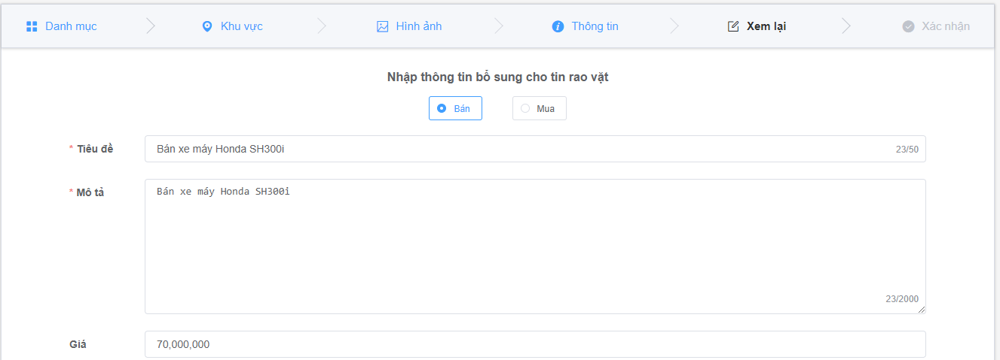 Danh mục Khu vực Hình ảnh Thông tin Xem lại Xác nhận
Nhập thông tin bổ sung cho tin rao vặt
Bán Mua
* Tiêu đề Bán xe máy Honda SH300i 23/50
* Mô tả Bán xe máy Honda SH300i
23/2000
Giá 70,000,000